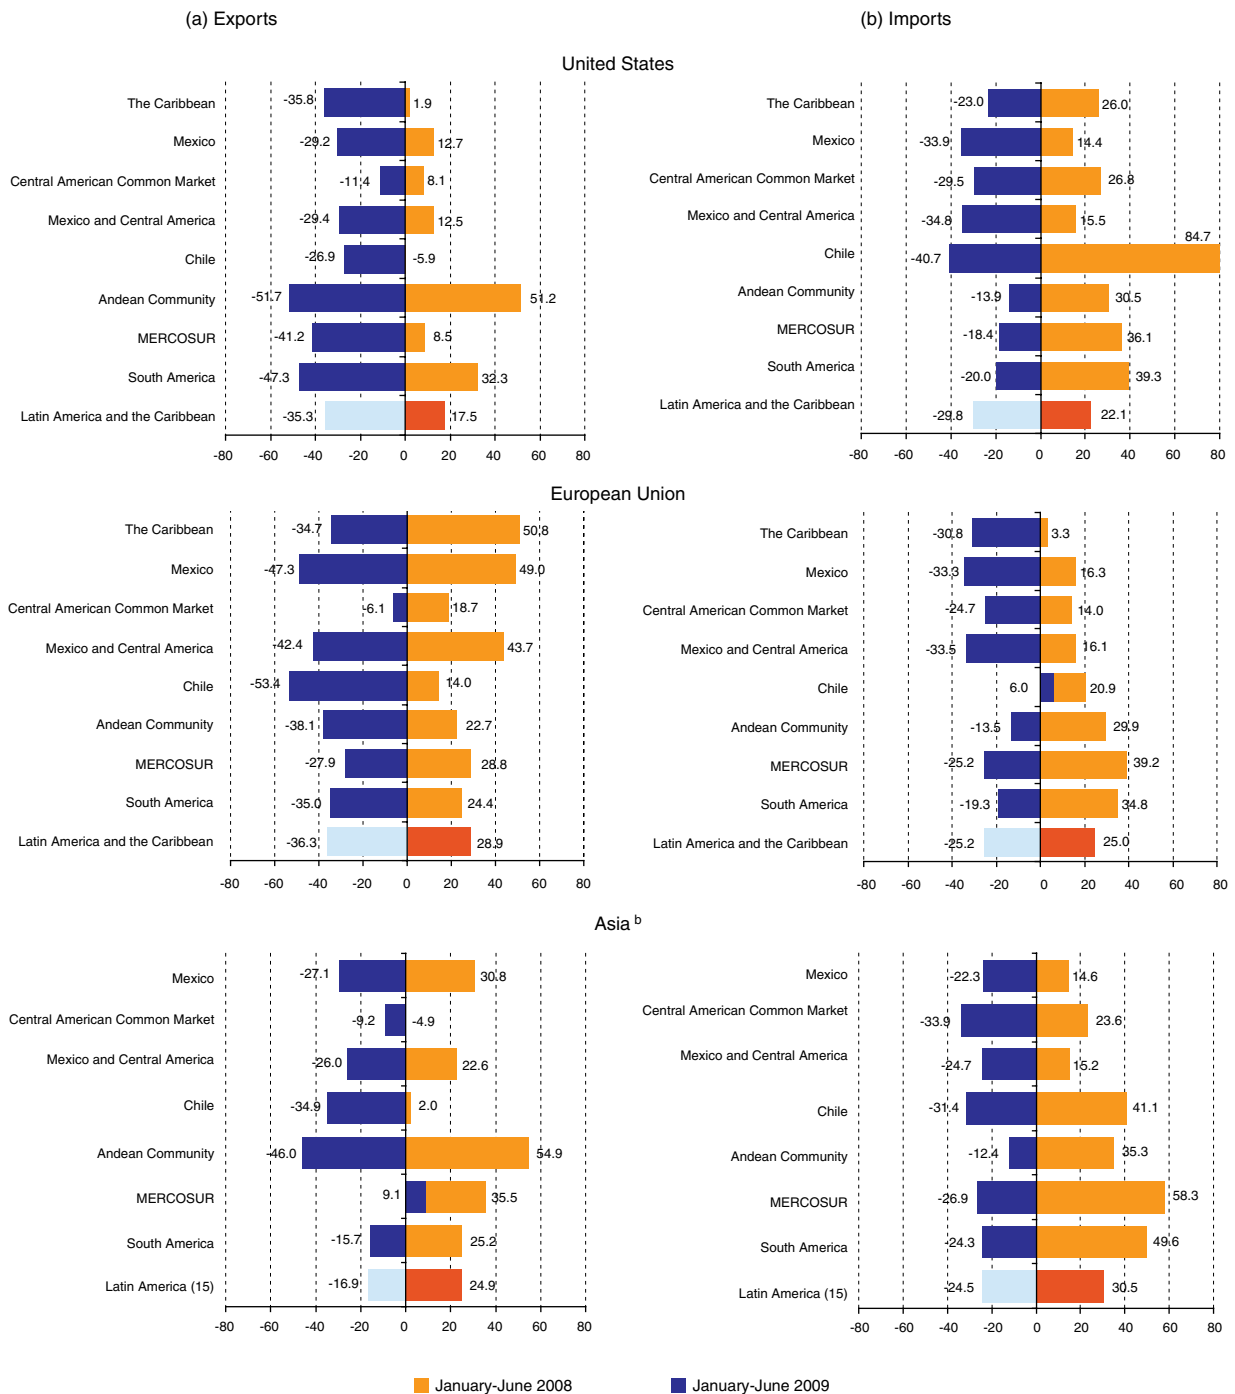 (a) Exports
(b) Imports
United States
The Caribbean -35.8 1.9
Mexico -29.2 12.7
Central American Common Market -11.4 8.1
Mexico and Central America -29.4 12.5
Chile -26.9 -5.9
Andean Community -51.7 51.2
MERCOSUR -41.2 8.5
South America -47.3 32.3
Latin America and the Caribbean -35.3 17.5
-80 -60 -40 -20 0 20 40 60 80
The Caribbean -23.0 26.0
Mexico -33.9 14.4
Central American Common Market -29.5 26.8
Mexico and Central America -34.8 15.5
Chile -40.7 84.7
Andean Community -13.9 30.5
MERCOSUR -18.4 36.1
South America -20.0 39.3
Latin America and the Caribbean -29.8 22.1
-80 -60 -40 -20 0 20 40 60 80
European Union
The Caribbean -34.7 50.8
Mexico -47.3 49.0
Central American Common Market -6.1 18.7
Mexico and Central America -42.4 43.7
Chile -53.4 14.0
Andean Community -38.1 22.7
MERCOSUR -27.9 28.8
South America -35.0 24.4
Latin America and the Caribbean -36.3 28.9
-80 -60 -40 -20 0 20 40 60 80
The Caribbean -30.8 3.3
Mexico -33.3 16.3
Central American Common Market -24.7 14.0
Mexico and Central America -33.5 16.1
Chile 6.0 20.9
Andean Community -13.5 29.9
MERCOSUR -25.2 39.2
South America -19.3 34.8
Latin America and the Caribbean -25.2 25.0
-80 -60 -40 -20 0 20 40 60 80
Asia b
Mexico -27.1 30.8
Central American Common Market -9.2 -4.9
Mexico and Central America -26.0 22.6
Chile -34.9 2.0
Andean Community -46.0 54.9
MERCOSUR 9.1 35.5
South America -15.7 25.2
Latin America (15) -16.9 24.9
-80 -60 -40 -20 0 20 40 60 80
Mexico -22.3 14.6
Central American Common Market -33.9 23.6
Mexico and Central America -24.7 15.2
Chile -31.4 41.1
Andean Community -12.4 35.3
MERCOSUR -26.9 58.3
South America -24.3 49.6
Latin America (15) -24.5 30.5
-80 -60 -40 -20 0 20 40 60 80
January-June 2008
January-June 2009